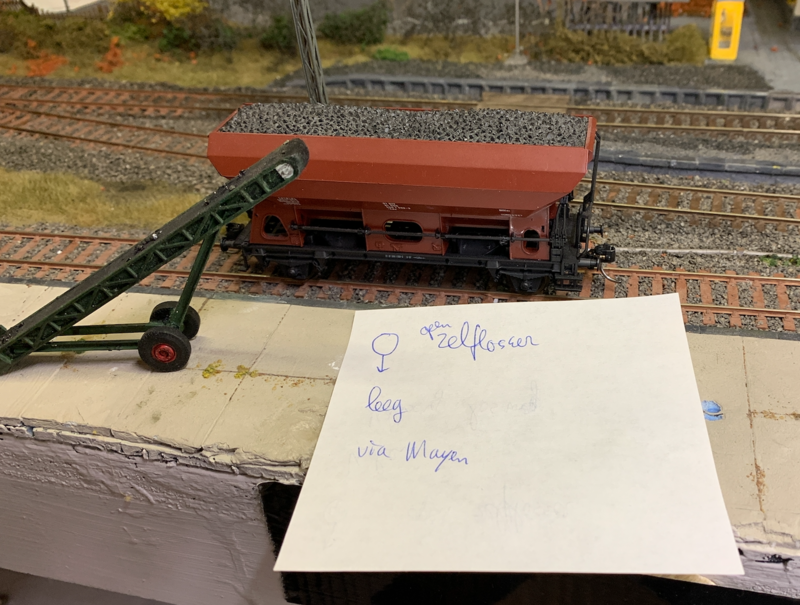 open
zelflosser
leeg
via Mayen